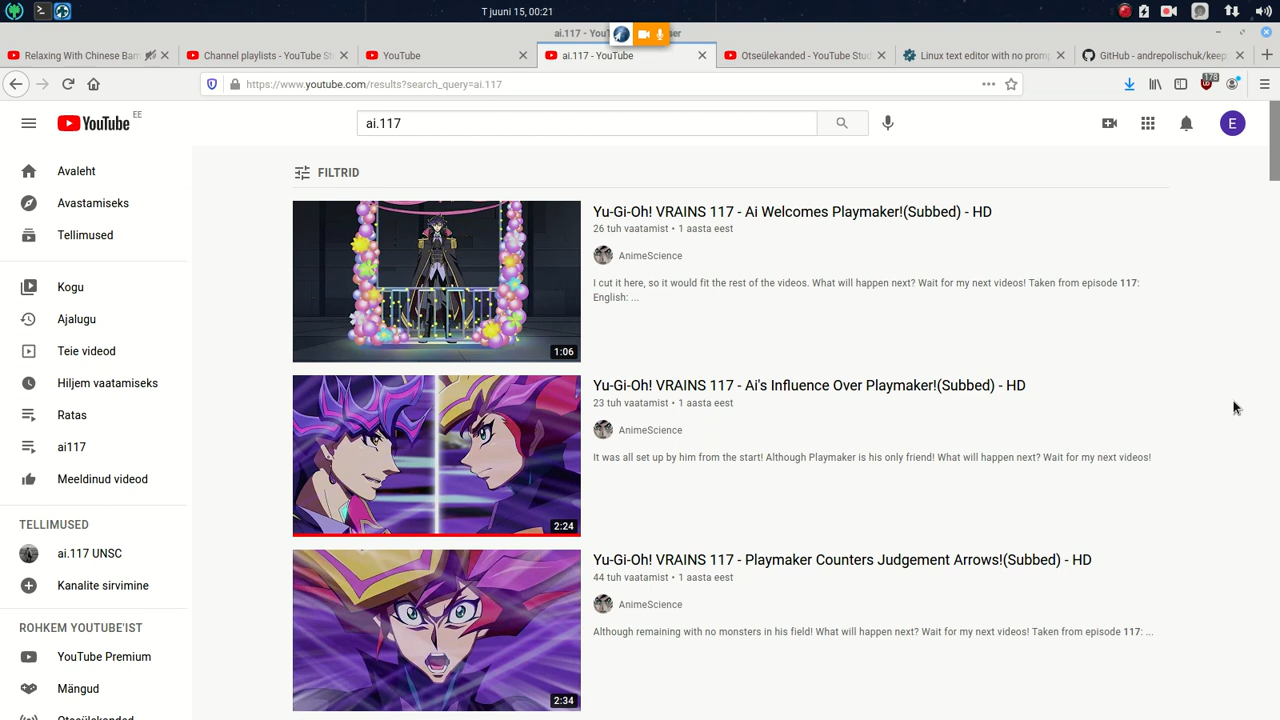 T juuni 15, 00:21
ai.117 - You
ser
Relaxing With Chinese Bam
Channel playlists - YouTube St
YouTube
ai.117 - YouTube
Otseülekanded - YouTube Stud
Linux text editor with no promp
GitHub - andrepolischuk/keep
https://www.youtube.com/results?search_query=ai.117
178
YouTube
EE
ai.117
E
Avaleht
Avastamiseks
Tellimused
Kogu
Ajalugu
Teie videod
Hiljem vaatamiseks
Ratas
ai117
Meeldinud videod
TELLIMUSED
ai.117 UNSC
Kanalite sirvimine
ROHKEM YOUTUBE'IST
YouTube Premium
Mängud
Otseülekanded
FILTRID
1:06
Yu-Gi-Oh! VRAINS 117 - Ai Welcomes Playmaker!(Subbed) - HD
26 tuh vaatamist • 1 aasta eest
AnimeScience
I cut it here, so it would fit the rest of the videos. What will happen next? Wait for my next videos! Taken from episode 117:
English: ...
2:24
Yu-Gi-Oh! VRAINS 117 - Ai's Influence Over Playmaker!(Subbed) - HD
23 tuh vaatamist • 1 aasta eest
AnimeScience
It was all set up by him from the start! Although Playmaker is his only friend! What will happen next? Wait for my next videos!
2:34
Yu-Gi-Oh! VRAINS 117 - Playmaker Counters Judgement Arrows!(Subbed) - HD
44 tuh vaatamist • 1 aasta eest
AnimeScience
Although remaining with no monsters in his field! What will happen next? Wait for my next videos! Taken from episode 117: ...